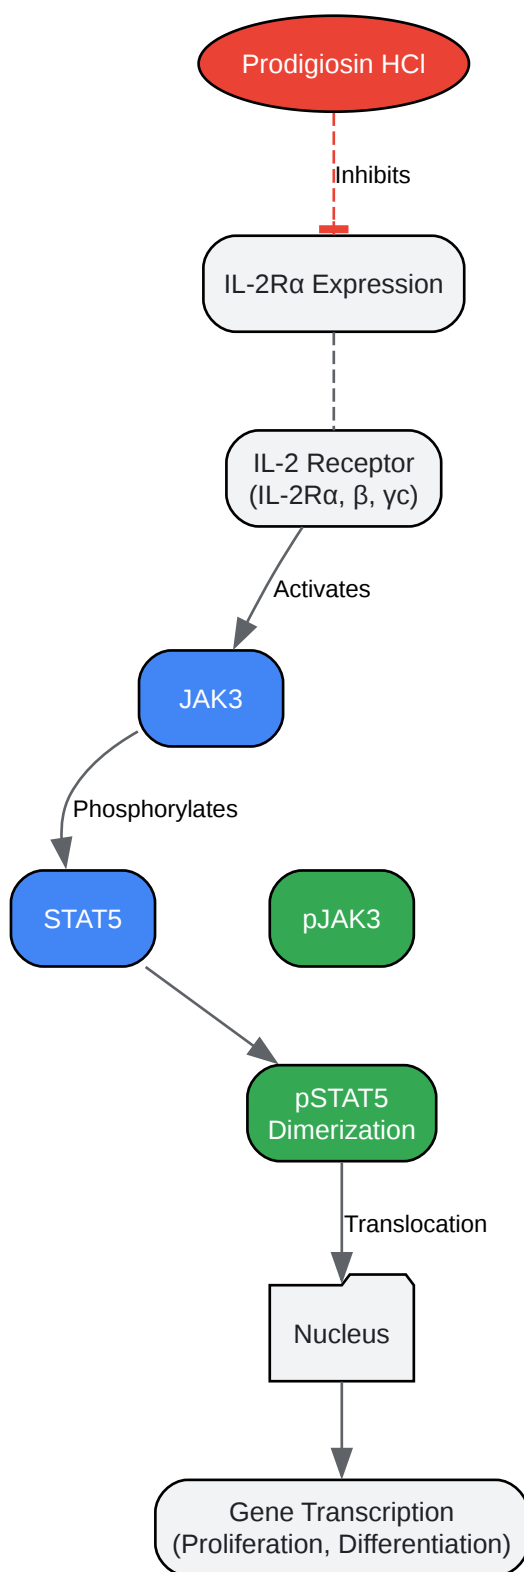 Prodigiosin HCl
Inhibits
IL-2Rα Expression
IL-2 Receptor
(IL-2Rα, β, γc)
Activates
JAK3
Phosphorylates
STAT5
pJAK3
pSTAT5
Dimerization
Translocation
Nucleus
Gene Transcription
(Proliferation, Differentiation)